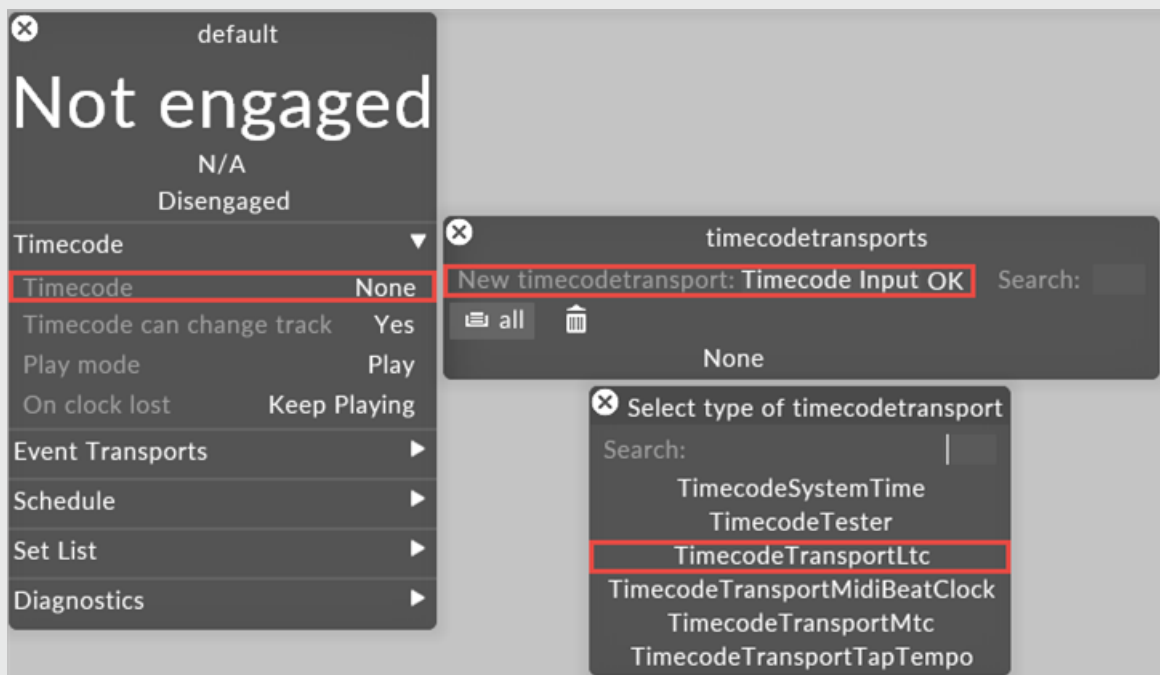 default
Not engaged
N/A
Disengaged
Timecode
Timecode None
Timecode can change track Yes
Play mode Play
On clock lost Keep Playing
Event Transports
Schedule
Set List
Diagnostics
timecodetransports
New timecodetransport: Timecode Input OK Search:
all
None
Select type of timecodetransport
Search:
TimecodeSystemTime
TimecodeTester
TimecodeTransportLtc
TimecodeTransportMidiBeatClock
TimecodeTransportMtc
TimecodeTransportTapTempo